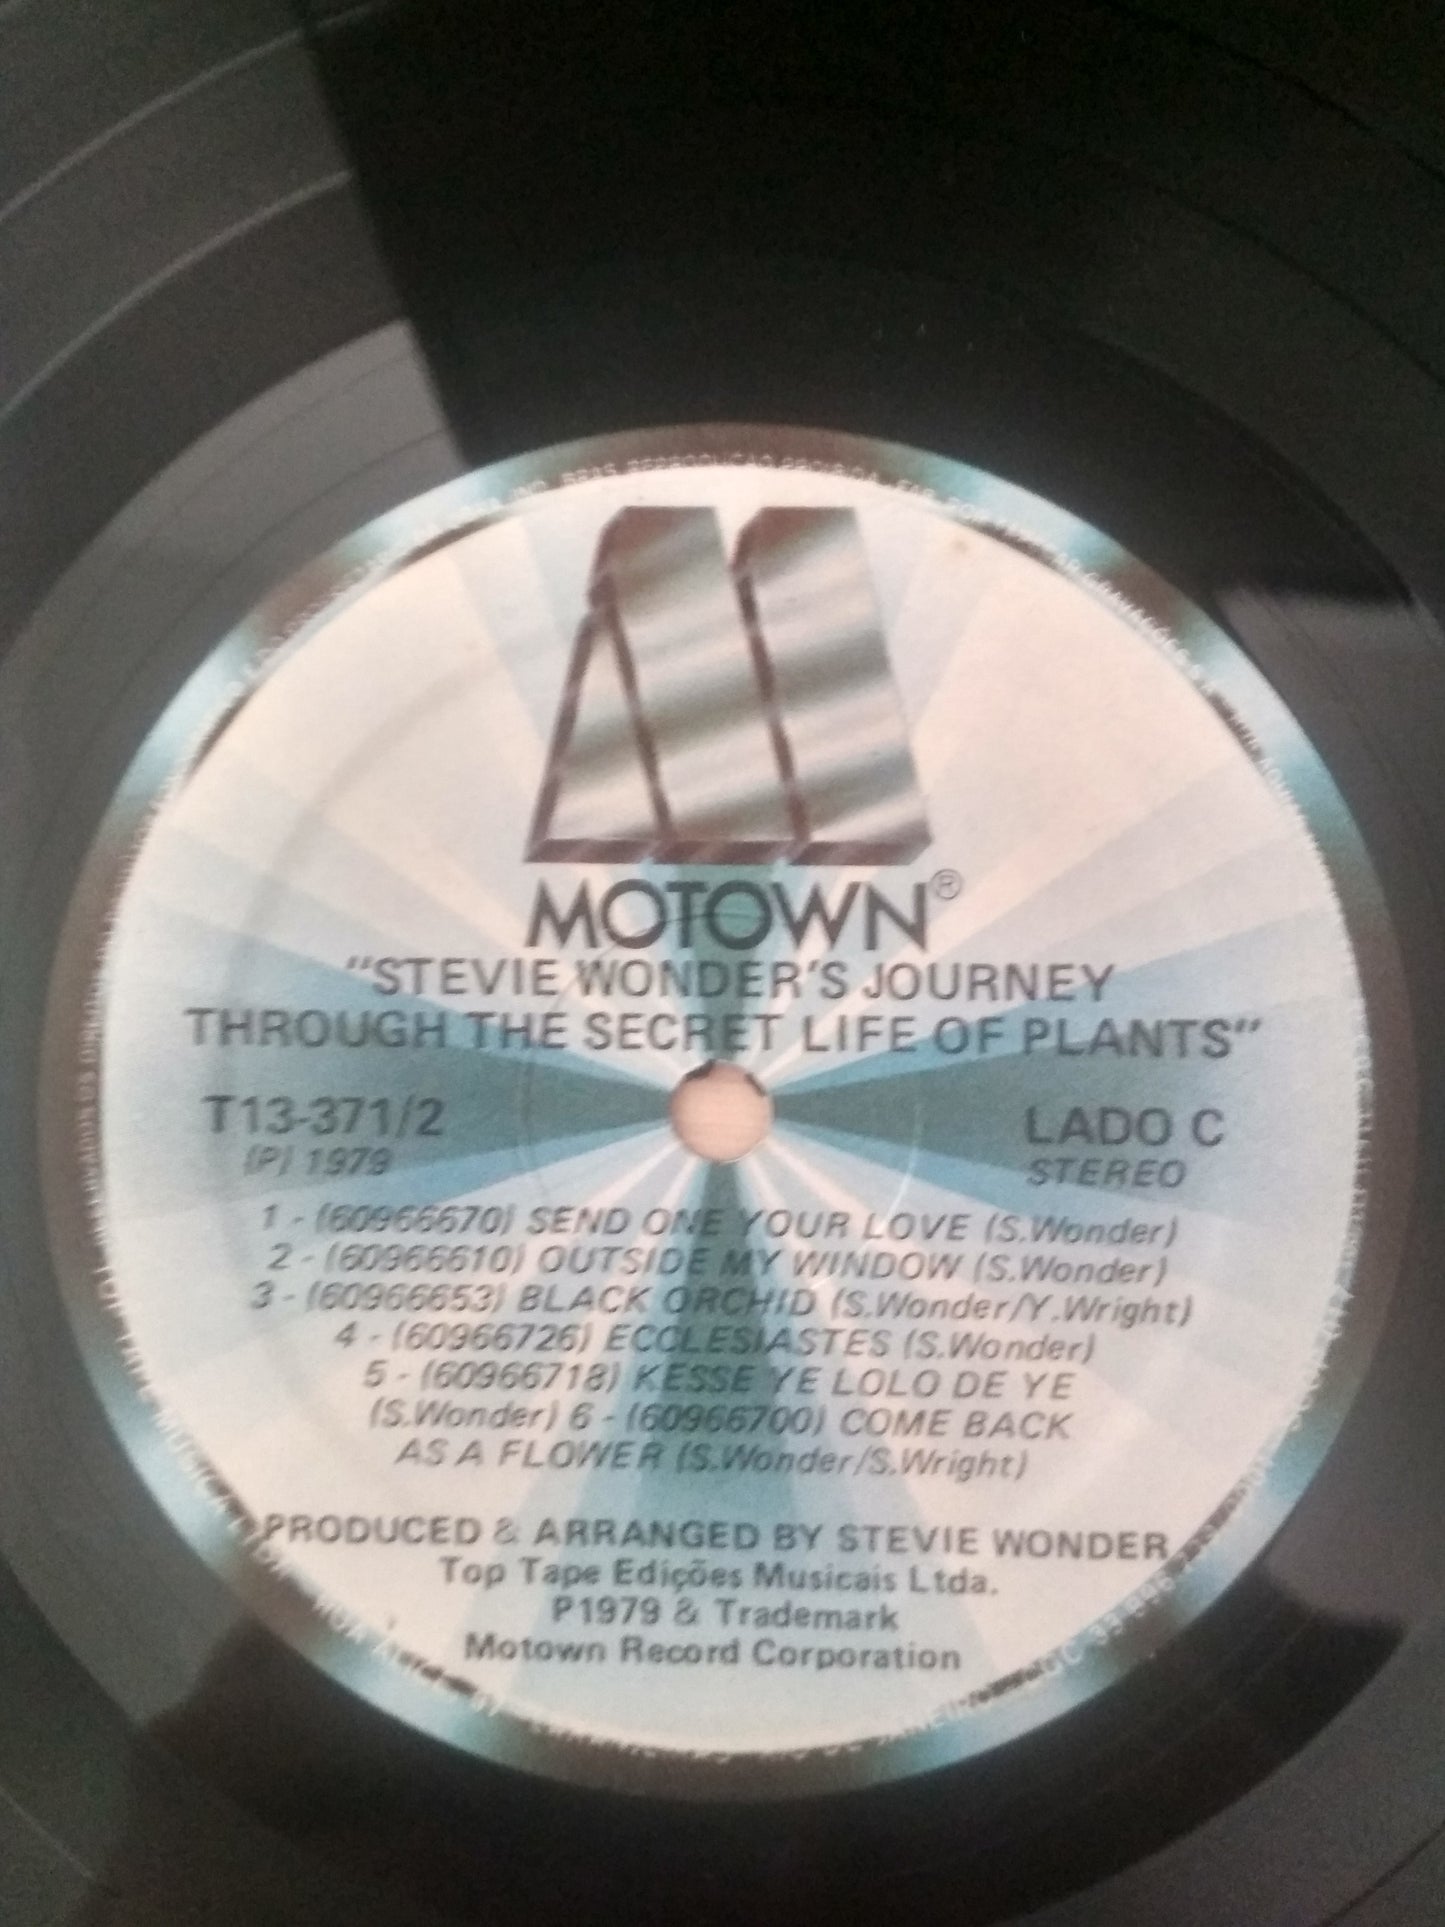 MOTOWN®
"STEVIE WONDER'S JOURNEY
THROUGH THE SECRET LIFE OF PLANTS"
T13-371/2
(P) 1979
LADO C
STEREO
1 - (60966670) SEND ONE YOUR LOVE (S.Wonder)
2 - (60966610) OUTSIDE MY WINDOW (S.Wonder)
3 - (60966653) BLACK ORCHID (S.Wonder/Y.Wright)
4 - (60966726) ECCLESIASTES (S.Wonder)
5 - (60966718) KESSE YE LOLO DE YE
(S.Wonder) 6 - (60966700) COME BACK
AS A FLOWER (S.Wonder/S.Wright)
PRODUCED & ARRANGED BY STEVIE WONDER
Top Tape Edições Musicais Ltda.
P1979 & Trademark
Motown Record Corporation
REPRODUÇÃO PROIBIDA